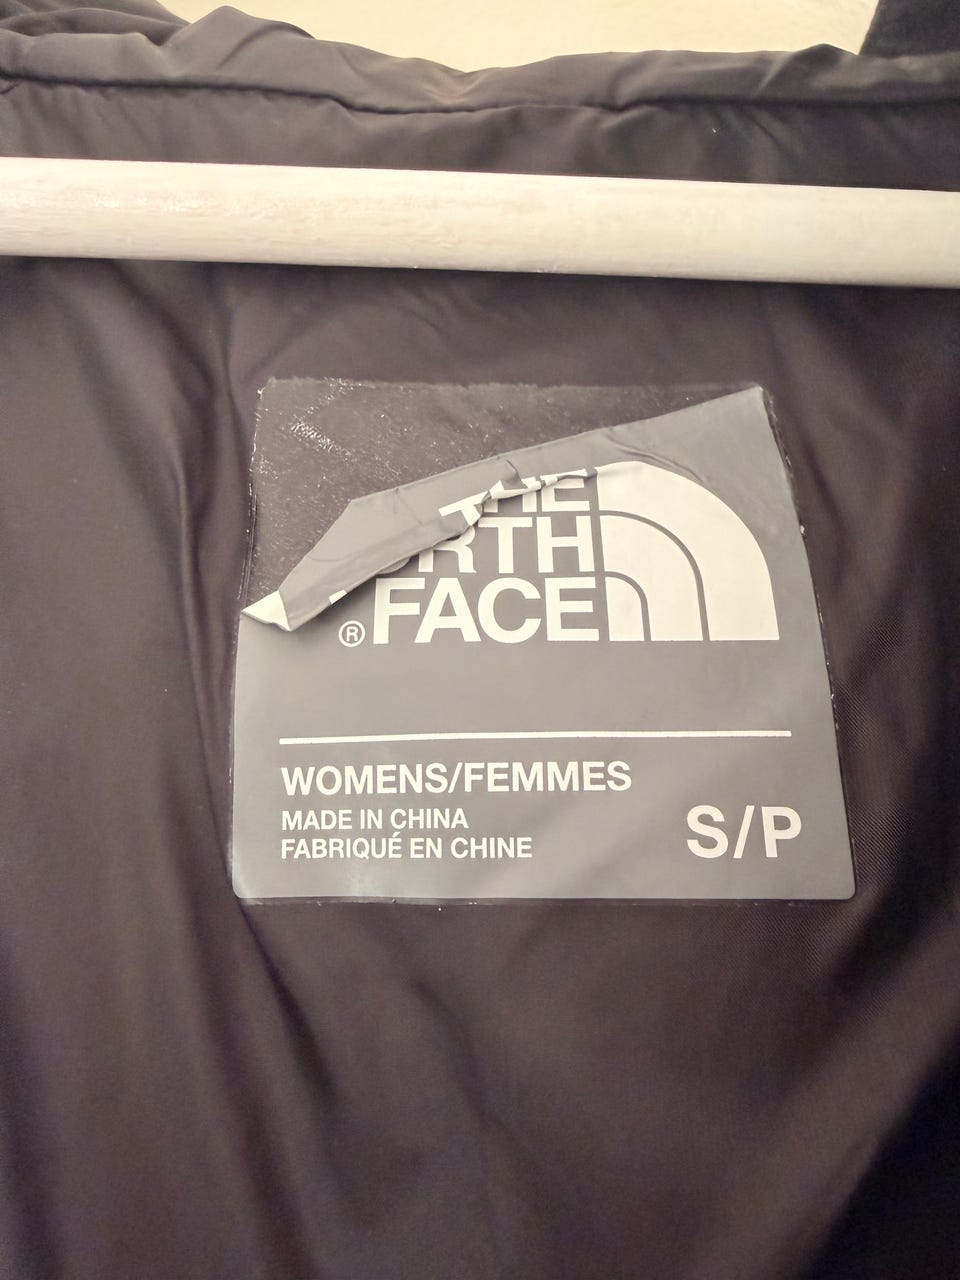 THE
RTH
® FACE
WOMENS/FEMMES
MADE IN CHINA
FABRIQUÉ EN CHINE
S/P